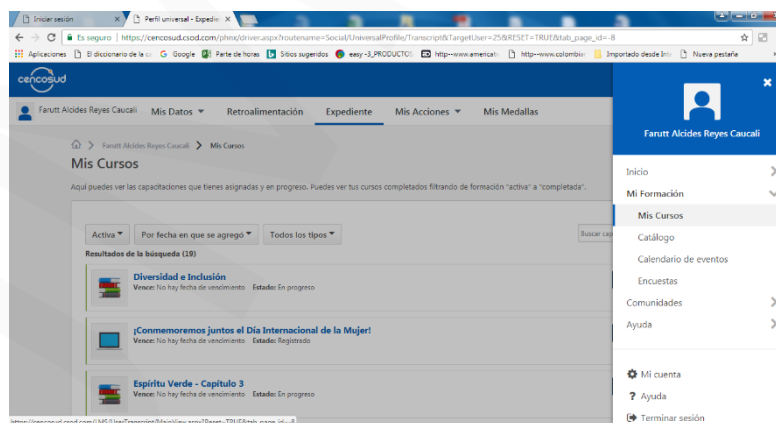 Iniciar sesión
Perfil universal - Expedie
Es seguro | https://cencosud.csod.com/phnx/driver.aspx?routename=Social/UniversalProfile/Transcript&TargetUser=25&RESET=TRUE&tab_page_id=-8
Aplicaciones El diccionario de la c Google Parte de horas Sitios sugeridos easy -3_PRODUCTOS http--www.americat http--www.colombia Importado desde Inte Nueva pestaña
cencosud
Farutt Alcides Reyes Caucali Mis Datos Retroalimentación Expediente Mis Acciones Mis Medallas
Farutt Alcides Reyes Caucali > Mis Cursos
Mis Cursos
Aquí puedes ver las capacitaciones que tienes asignadas y en progreso. Puedes ver tus cursos completados filtrando de formación "activa" a "completada".
Activa Por fecha en que se agregó Todos los tipos Buscar cap
Resultados de la búsqueda (19)
Diversidad e Inclusión
Vence: No hay fecha de vencimiento Estado: En progreso
¡Conmemoremos juntos el Día Internacional de la Mujer!
Vence: No hay fecha de vencimiento Estado: Registrado
Espíritu Verde - Capítulo 3
Vence: No hay fecha de vencimiento Estado: En progreso
Farutt Alcides Reyes Caucali
Inicio
Mi Formación
Mis Cursos
Catálogo
Calendario de eventos
Encuestas
Comunidades
Ayuda
Mi cuenta
? Ayuda
Terminar sesión